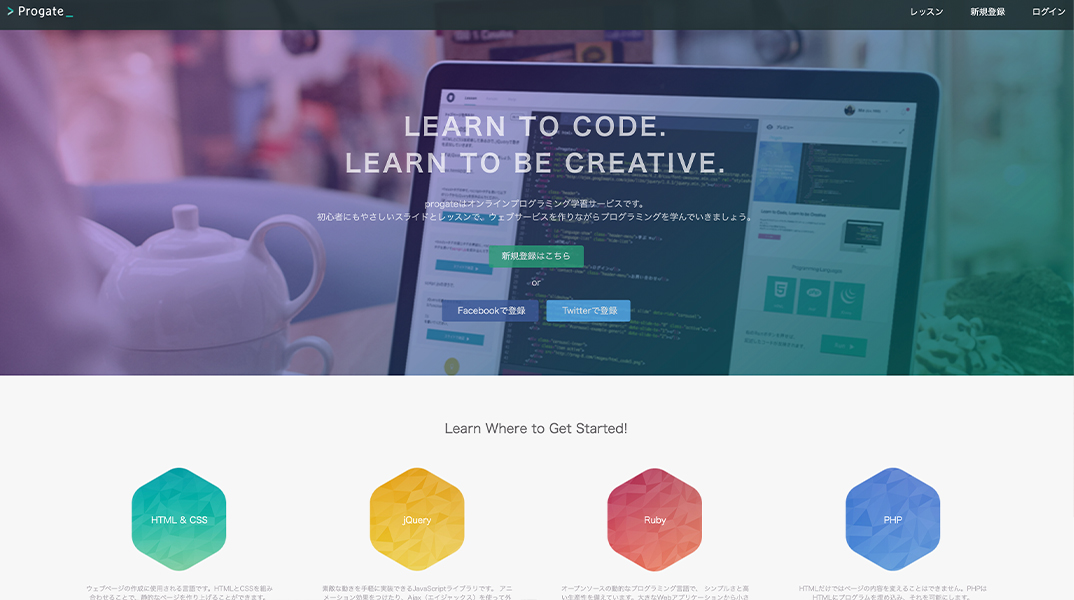 > Progate_
レッスン 新規登録 ログイン
LEARN TO CODE.
LEARN TO BE CREATIVE.
progateはオンラインプログラミング学習サービスです。
初心者にもやさしいスライドとレッスンで、ウェブサービスを作りながらプログラミングを学んでいきましょう。
新規登録はこちら
or
Facebookで登録 Twitterで登録
Learn Where to Get Started!
HTML & CSS
jQuery
Ruby
PHP
ウェブページの作成に使用される言語です。HTMLとCSSを組み
合わせることで、静的なページを作り上げることができます。
素敵な動きを手軽に実装できるJavaScriptライブラリです。 アニ
メーション効果をつけたり、Ajax（エイジャックス）を使って外
オープンソースの動的なプログラミング言語で、 シンプルさと高
い生産性を備えています。大きなWebアプリケーションから小さ
HTMLだけではページの内容を変えることはできません。PHPは
HTMLにプログラムを埋め込み、それを可能にします。